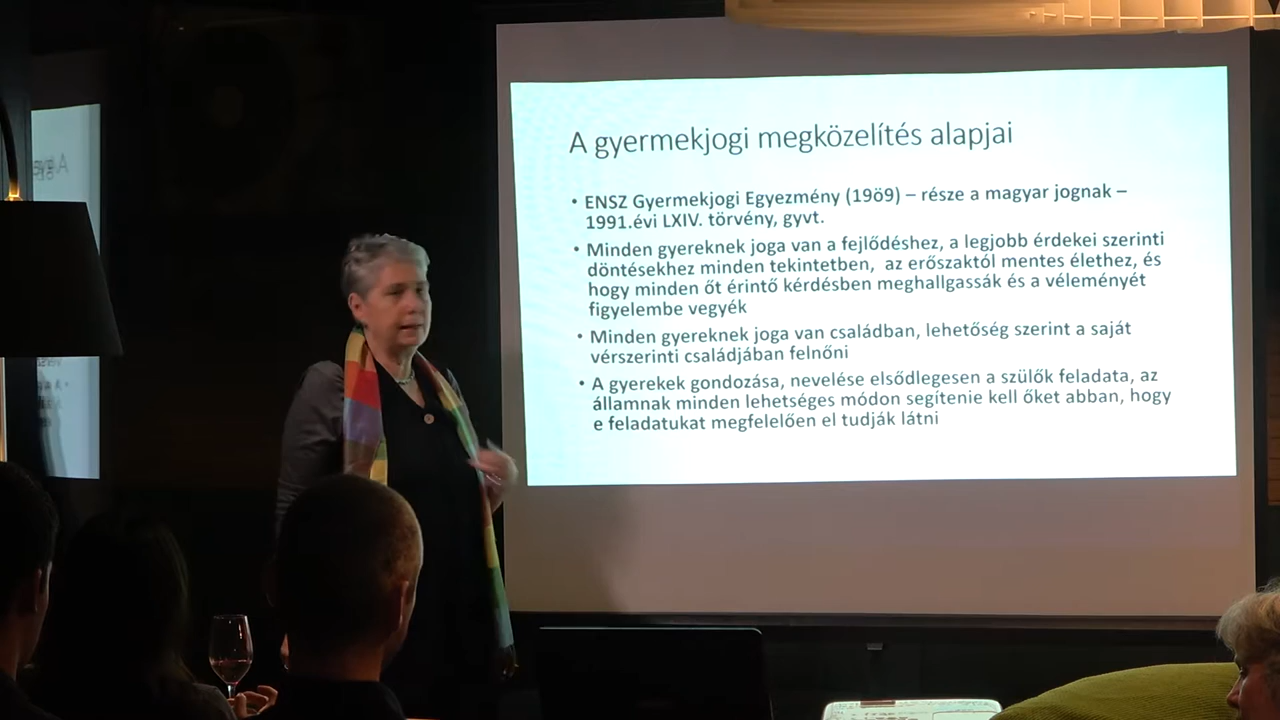 A gyermekjogi megközelítés alapjai
• ENSZ Gyermekjogi Egyezmény (19ö9) – része a magyar jognak –
1991.évi LXIV. törvény, gyvt.
• Minden gyereknek joga van a fejlődéshez, a legjobb érdekei szerinti
döntésekhez minden tekintetben, az erőszaktól mentes élethez, és
hogy minden őt érintő kérdésben meghallgassák és a véleményét
figyelembe vegyék
• Minden gyereknek joga van családban, lehetőség szerint a saját
vérszerinti családjában felnőni
• A gyerekek gondozása, nevelése elsődlegesen a szülők feladata, az
államnak minden lehetséges módon segítenie kell őket abban, hogy
e feladatukat megfelelően el tudják látni